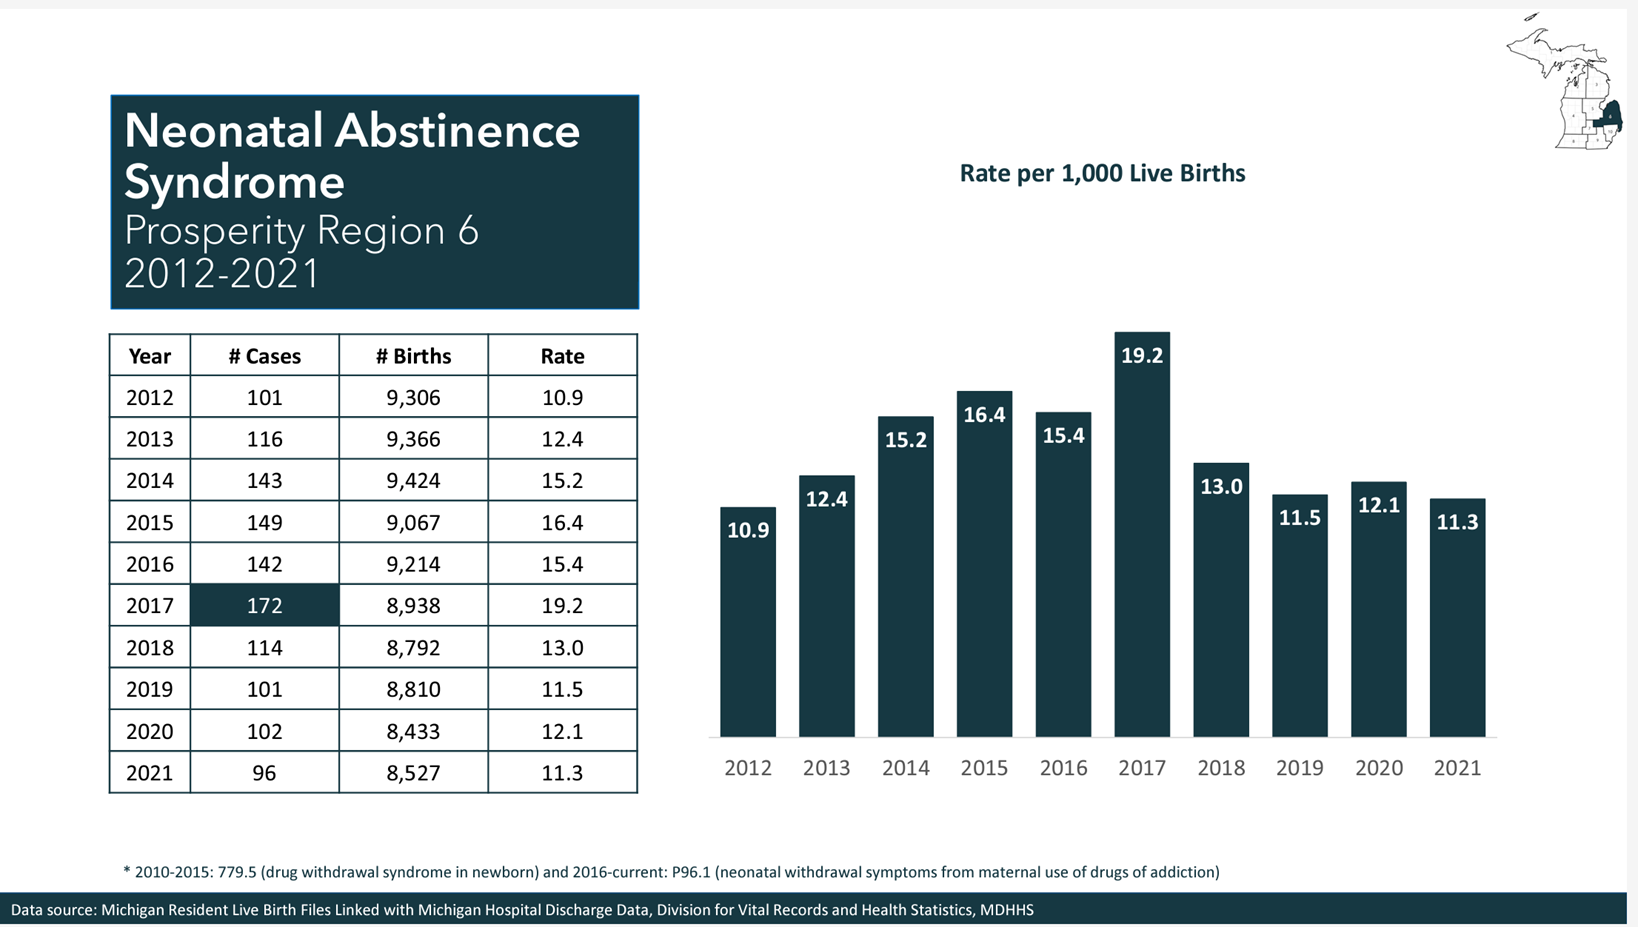 Neonatal Abstinence
Syndrome
Prosperity Region 6
2012-2021
Rate per 1,000 Live Births
Year # Cases # Births Rate
2012 101 9,306 10.9
2013 116 9,366 12.4
2014 143 9,424 15.2
2015 149 9,067 16.4
2016 142 9,214 15.4
2017 172 8,938 19.2
2018 114 8,792 13.0
2019 101 8,810 11.5
2020 102 8,433 12.1
2021 96 8,527 11.3
10.9 12.4 15.2 16.4 15.4 19.2 13.0 11.5 12.1 11.3
2012 2013 2014 2015 2016 2017 2018 2019 2020 2021
* 2010-2015: 779.5 (drug withdrawal syndrome in newborn) and 2016-current: P96.1 (neonatal withdrawal symptoms from maternal use of drugs of addiction)
Data source: Michigan Resident Live Birth Files Linked with Michigan Hospital Discharge Data, Division for Vital Records and Health Statistics, MDHHS